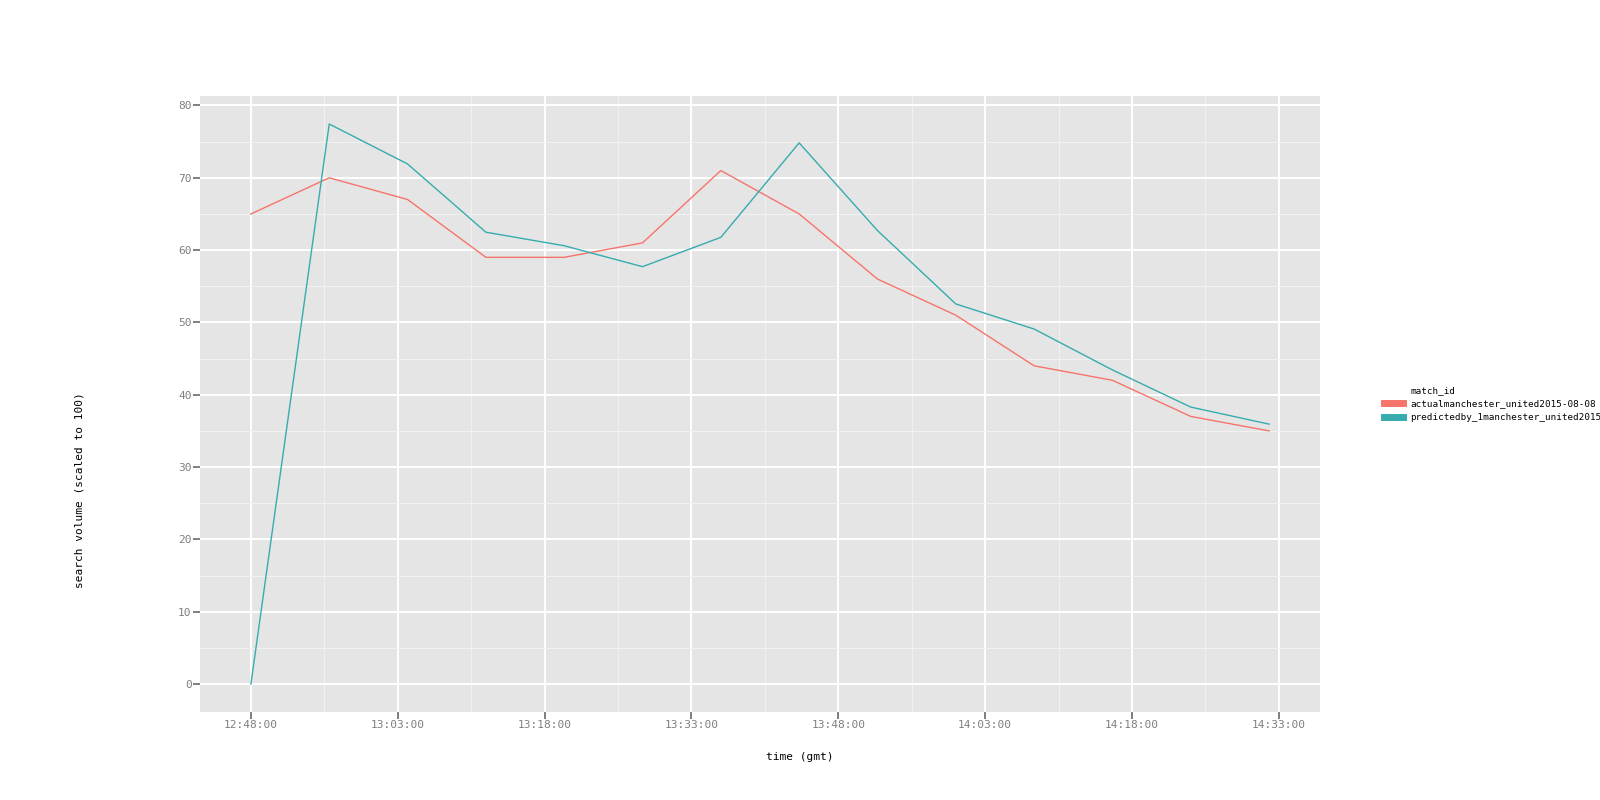 80
70
60
50
40
30
20
10
0
search volume (scaled to 100)
12:48:00 13:03:00 13:18:00 13:33:00 13:48:00 14:03:00 14:18:00 14:33:00
time (gmt)
match_id
actualmanchester_united2015-08-08
predictedby_1manchester_united2015